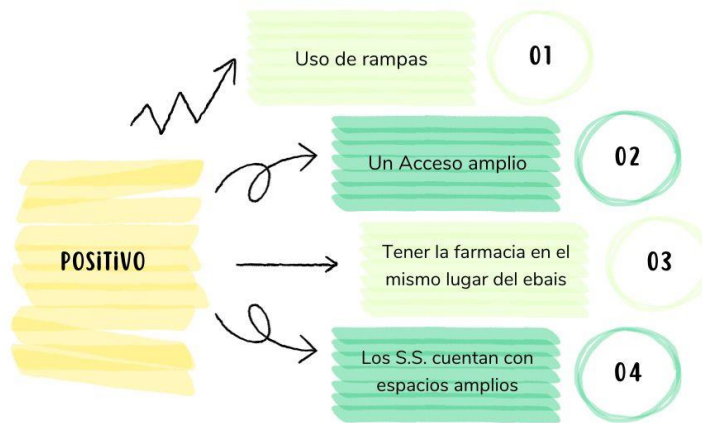 Uso de rampas
01
Un Acceso amplio
02
POSiTiVO
Tener la farmacia en el
mismo lugar del ebais
03
Los S.S. cuentan con
espacios amplios
04